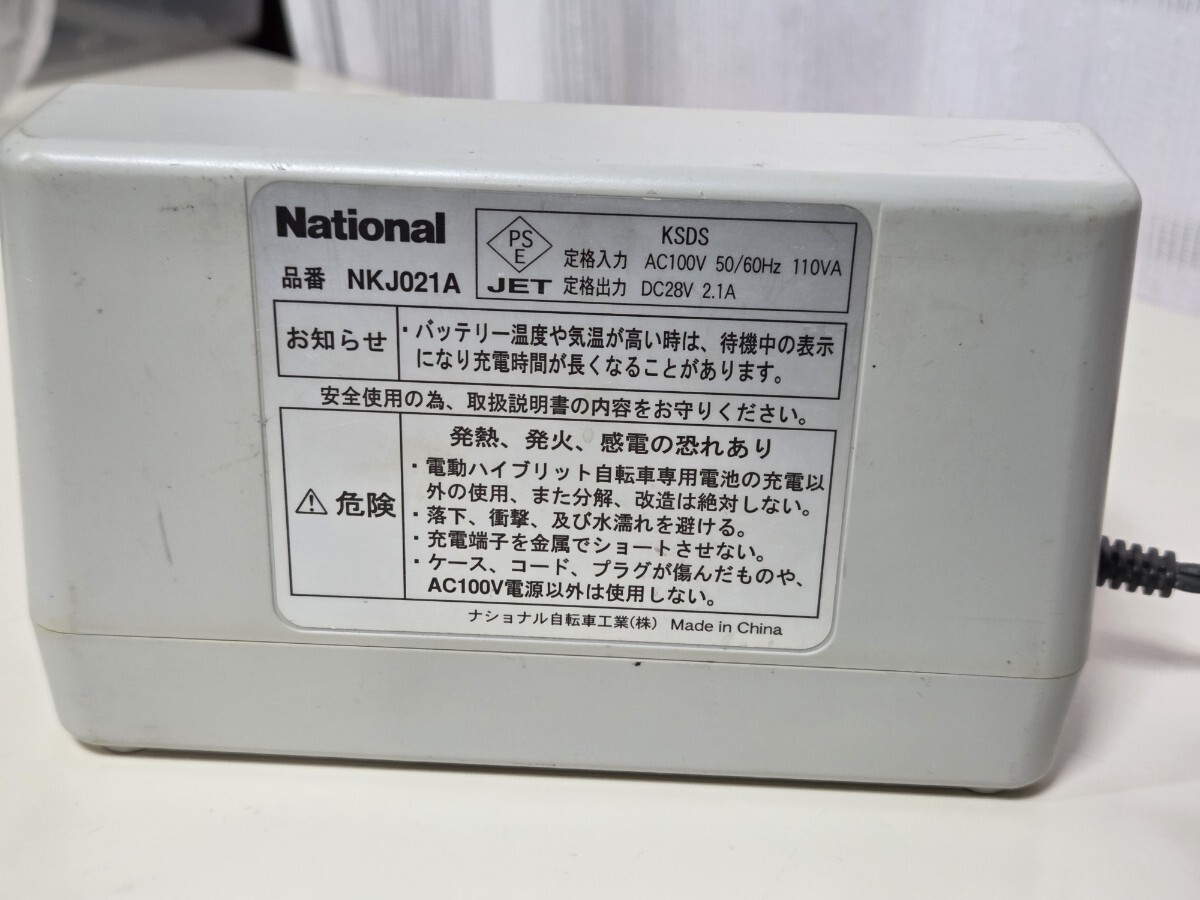 National
品番 NKJ021A
PS
E
JET
KSDS
定格入力 AC100V 50/60Hz 110VA
定格出力 DC28V 2.1A
お知らせ
・バッテリー温度や気温が高い時は、待機中の表示
になり充電時間が長くなることがあります。
安全使用の為、取扱説明書の内容をお守りください。
⚠危険
発熱、発火、感電の恐れあり
・電動ハイブリット自転車専用電池の充電以
外の使用、また分解、改造は絶対しない。
・落下、衝撃、及び水濡れを避ける。
・充電端子を金属でショートさせない。
・ケース、コード、プラグが傷んだものや、
AC100V電源以外は使用しない。
ナショナル自転車工業(株) Made in China